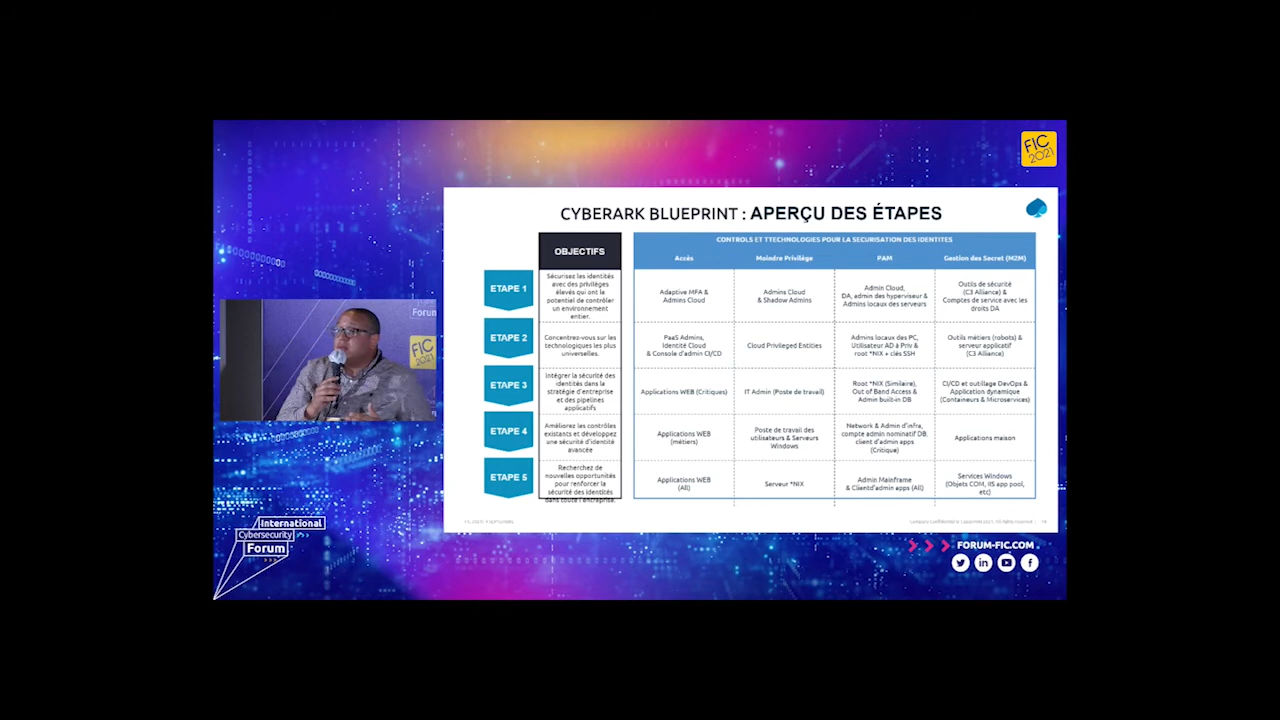 FIC
2021
CYBERARK BLUEPRINT : APERÇU DES ÉTAPES
OBJECTIFS
CONTROLS ET TTECHNOLOGIES POUR LA SECURISATION DES IDENTITES
Accès
Moindre Privilège
PAM
Gestion des Secret (M2M)
ETAPE 1
Sécurisez les identités
avec des privilèges
élevés qui ont le
potentiel de contrôler
un environnement
entier.
Adaptive MFA &
Admins Cloud
Admins Cloud
& Shadow Admins
Admin Cloud,
DA, admin des hyperviseur &
Admins locaux des serveurs
Outils de sécurité
(C3 Alliance) &
Comptes de service avec les
droits DA
ETAPE 2
Concentrez-vous sur les
technologies les plus
universelles.
PaaS Admins,
Identité Cloud
& Console d'admin CI/CD
Cloud Privileged Entities
Admins locaux des PC,
Utilisateur AD à Priv &
root *NIX + clés SSH
Outils métiers (robots) &
serveur applicatif
(C3 Alliance)
ETAPE 3
Intégrer la sécurité des
identités dans la
stratégie d'entreprise
et des pipelines
applicatifs
Applications WEB (Critiques)
IT Admin (Poste de travail)
Root *NIX (Similaire),
Out of Band Access &
Admin built-in DB
CI/CD et outillage DevOps &
Application dynamique
(Containeurs & Microservices)
ETAPE 4
Améliorez les contrôles
existants et développez
une sécurité d'identité
avancée
Applications WEB
(métiers)
Poste de travail des
utilisateurs & Serveurs
Windows
Network & Admin d'infra,
compte admin nominatif DB,
client d'admin apps
(Critique)
Applications maison
ETAPE 5
Recherchez de
nouvelles opportunités
pour renforcer la
sécurité des identités
dans toute l'entreprise.
Applications WEB
(All)
Serveur *NIX
Admin Mainframe
& Clientd'admin apps (All)
Services Windows
(Objets COM, IIS app pool,
etc)
Forum
FIC
2021
International
Cybersecurity
Forum
FORUM-FIC.COM